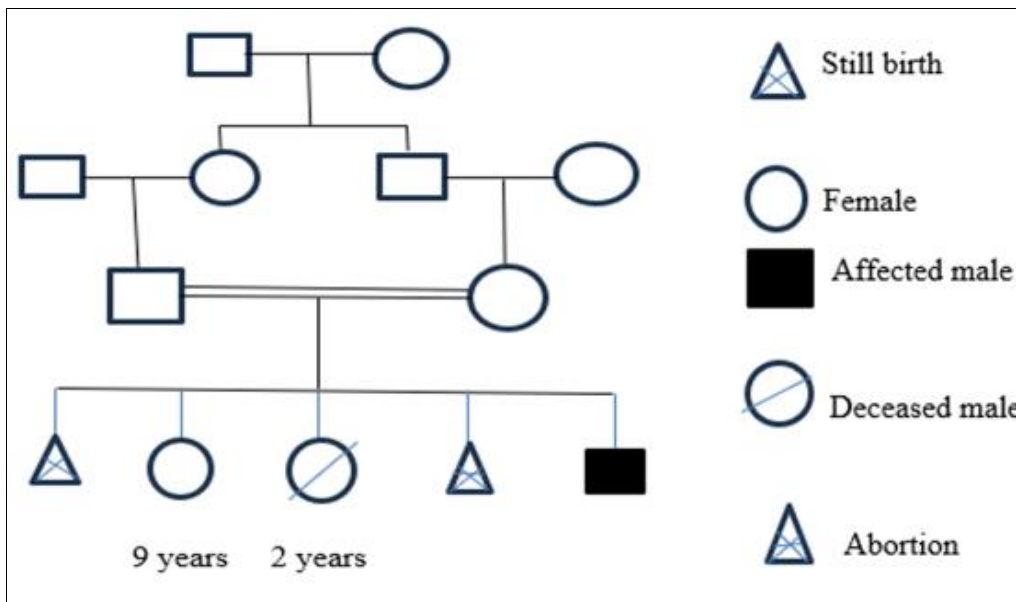 Still birth
Female
Affected male
Deceased male
Abortion
9 years 2 years